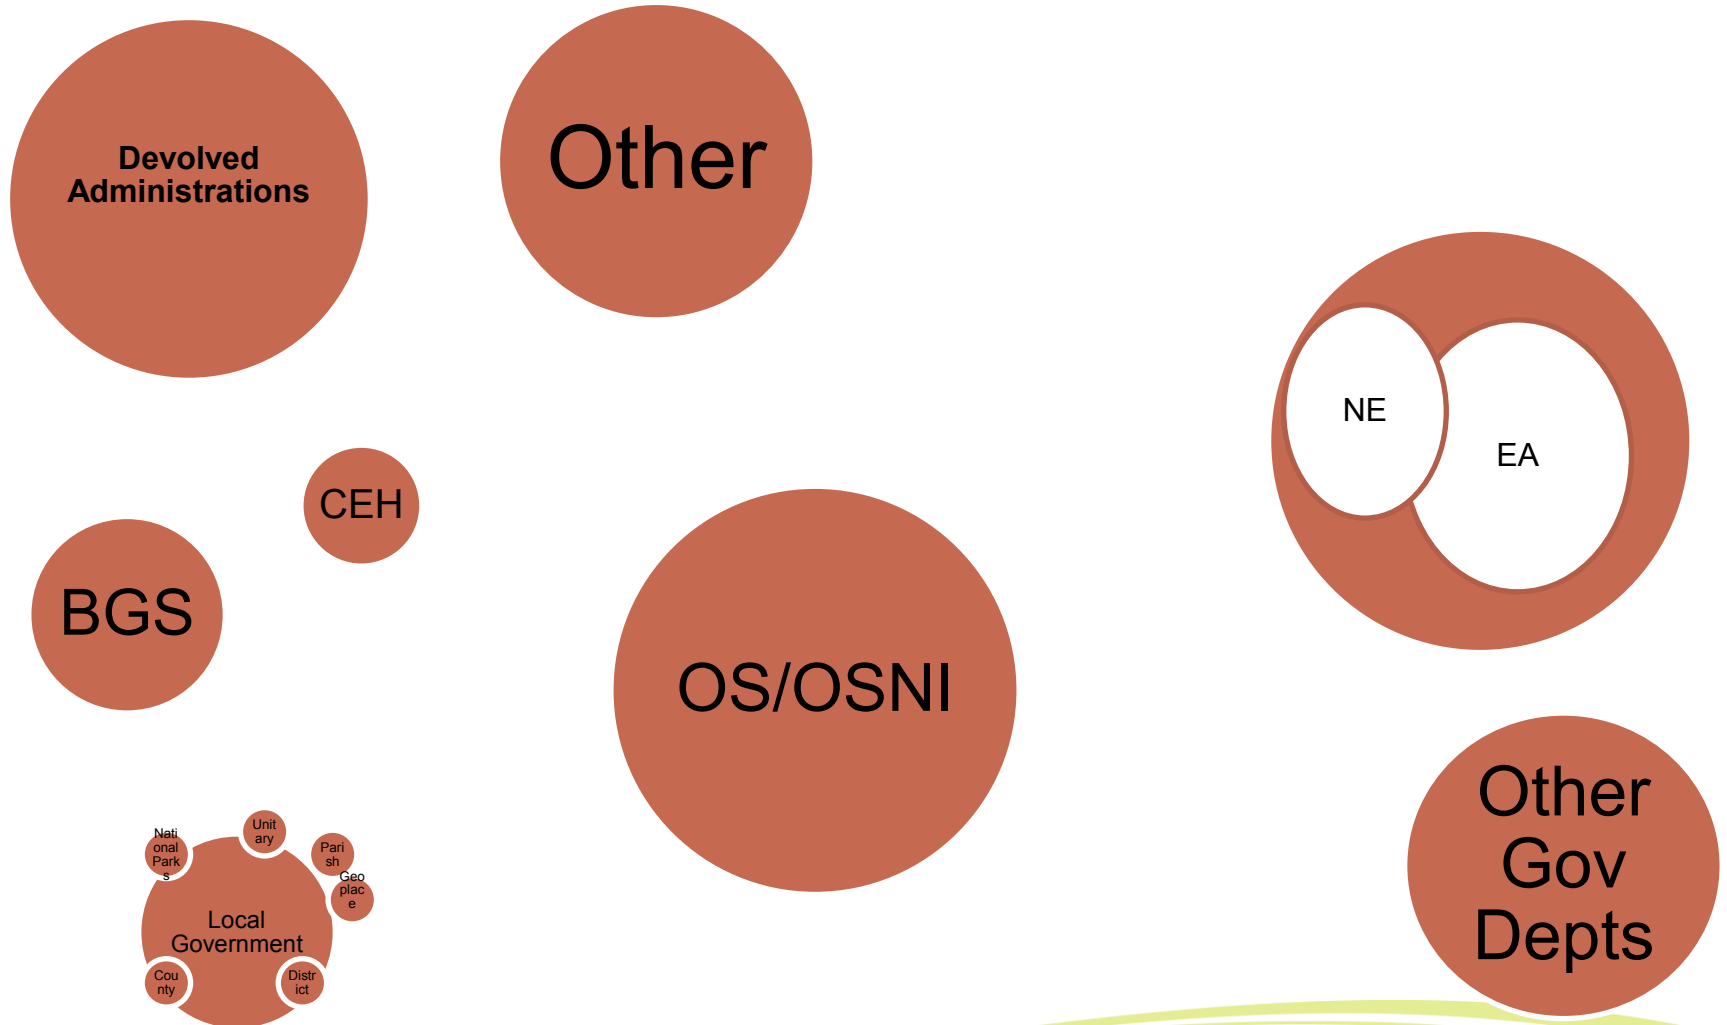 Devolved
Administrations
Other
NE
EA
CEH
BGS
OS/OSNI
Other
Gov
Depts
Nati
onal
Park
s
Unit
ary
Pari
sh
Geo
plac
e
Local
Government
Cou
nty
Distr
ict